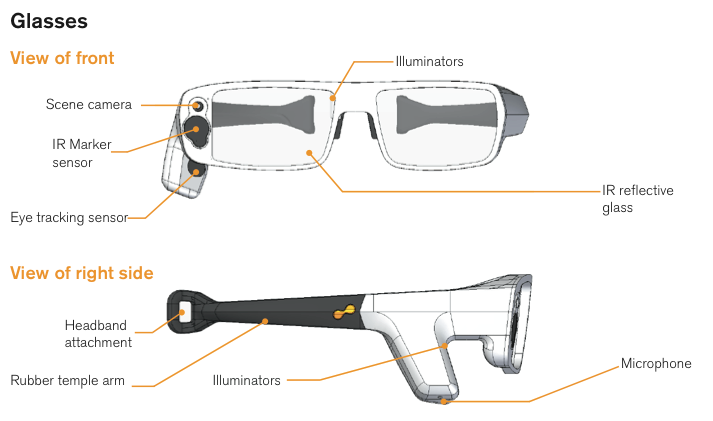 Glasses
View of front
Illuminators
Scene camera
IR Marker
sensor
IR reflective
glass
Eye tracking sensor
View of right side
Headband
attachment
Microphone
Rubber temple arm
Illuminators